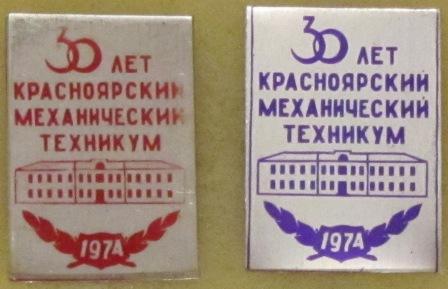 30 ЛЕТ
КРАСНОЯРСКИЙ
МЕХАНИЧЕСКИЙ
ТЕХНИКУМ
1974
30 ЛЕТ
КРАСНОЯРСКИЙ
МЕХАНИЧЕСКИЙ
ТЕХНИКУМ
1974